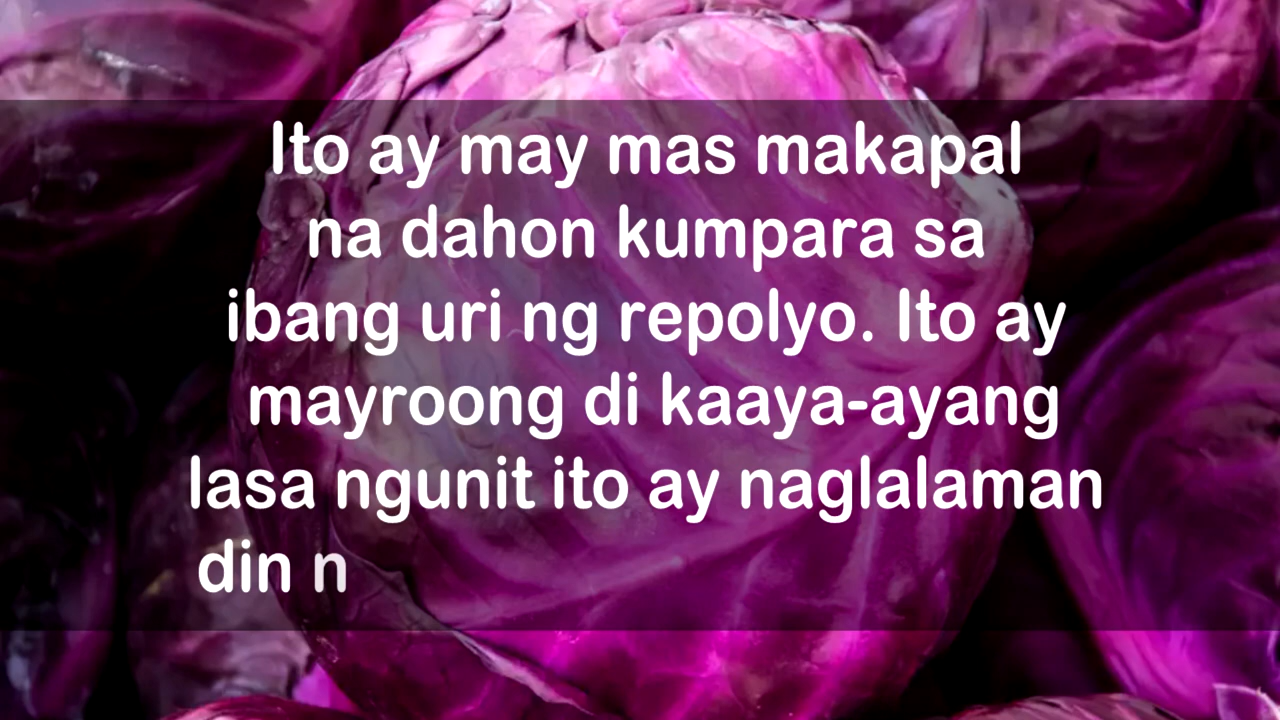 Ito ay may mas makapal
na dahon kumpara sa
ibang uri ng repolyo. Ito ay
mayroong di kaaya-ayang
lasa ngunit ito ay naglalaman
din n